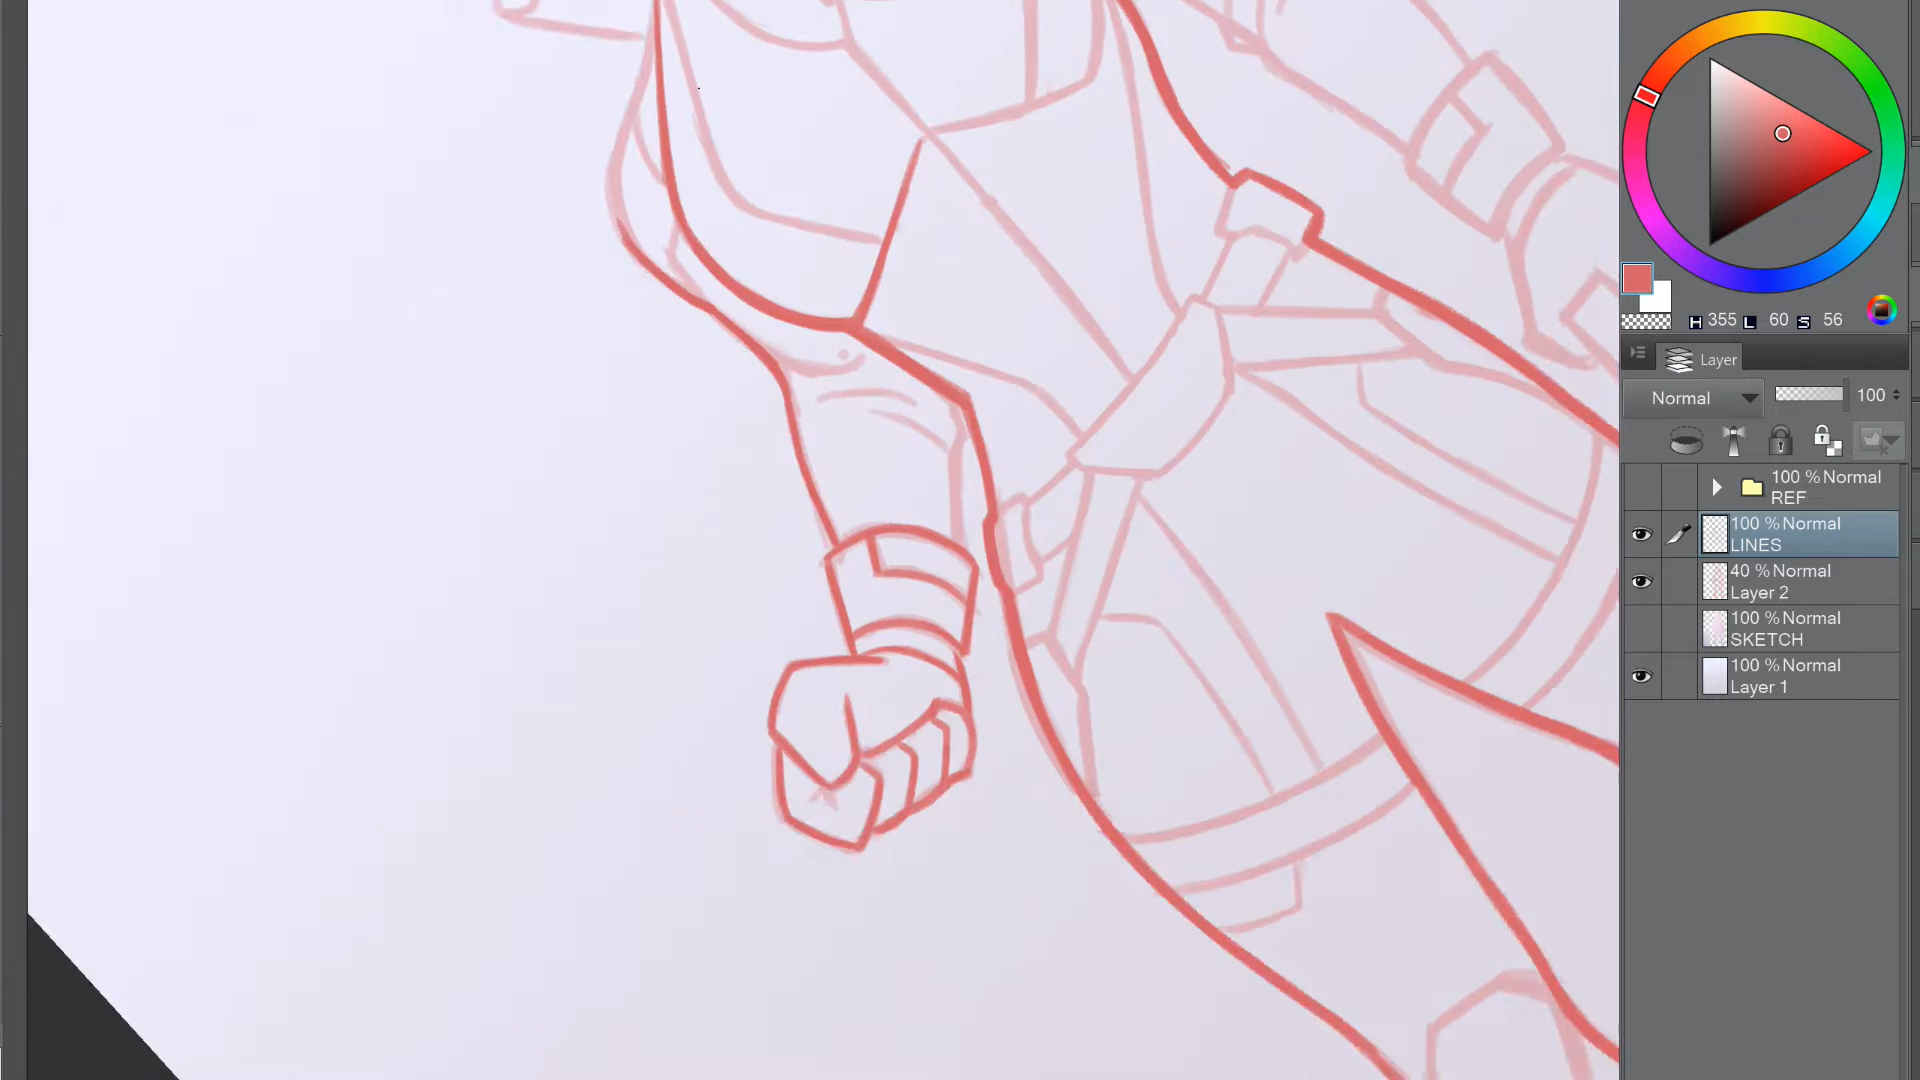 H 355 L 60 S 56
Layer
Normal 100
100 % Normal
REF
100 % Normal
LINES
40 % Normal
Layer 2
100 % Normal
SKETCH
100 % Normal
Layer 1